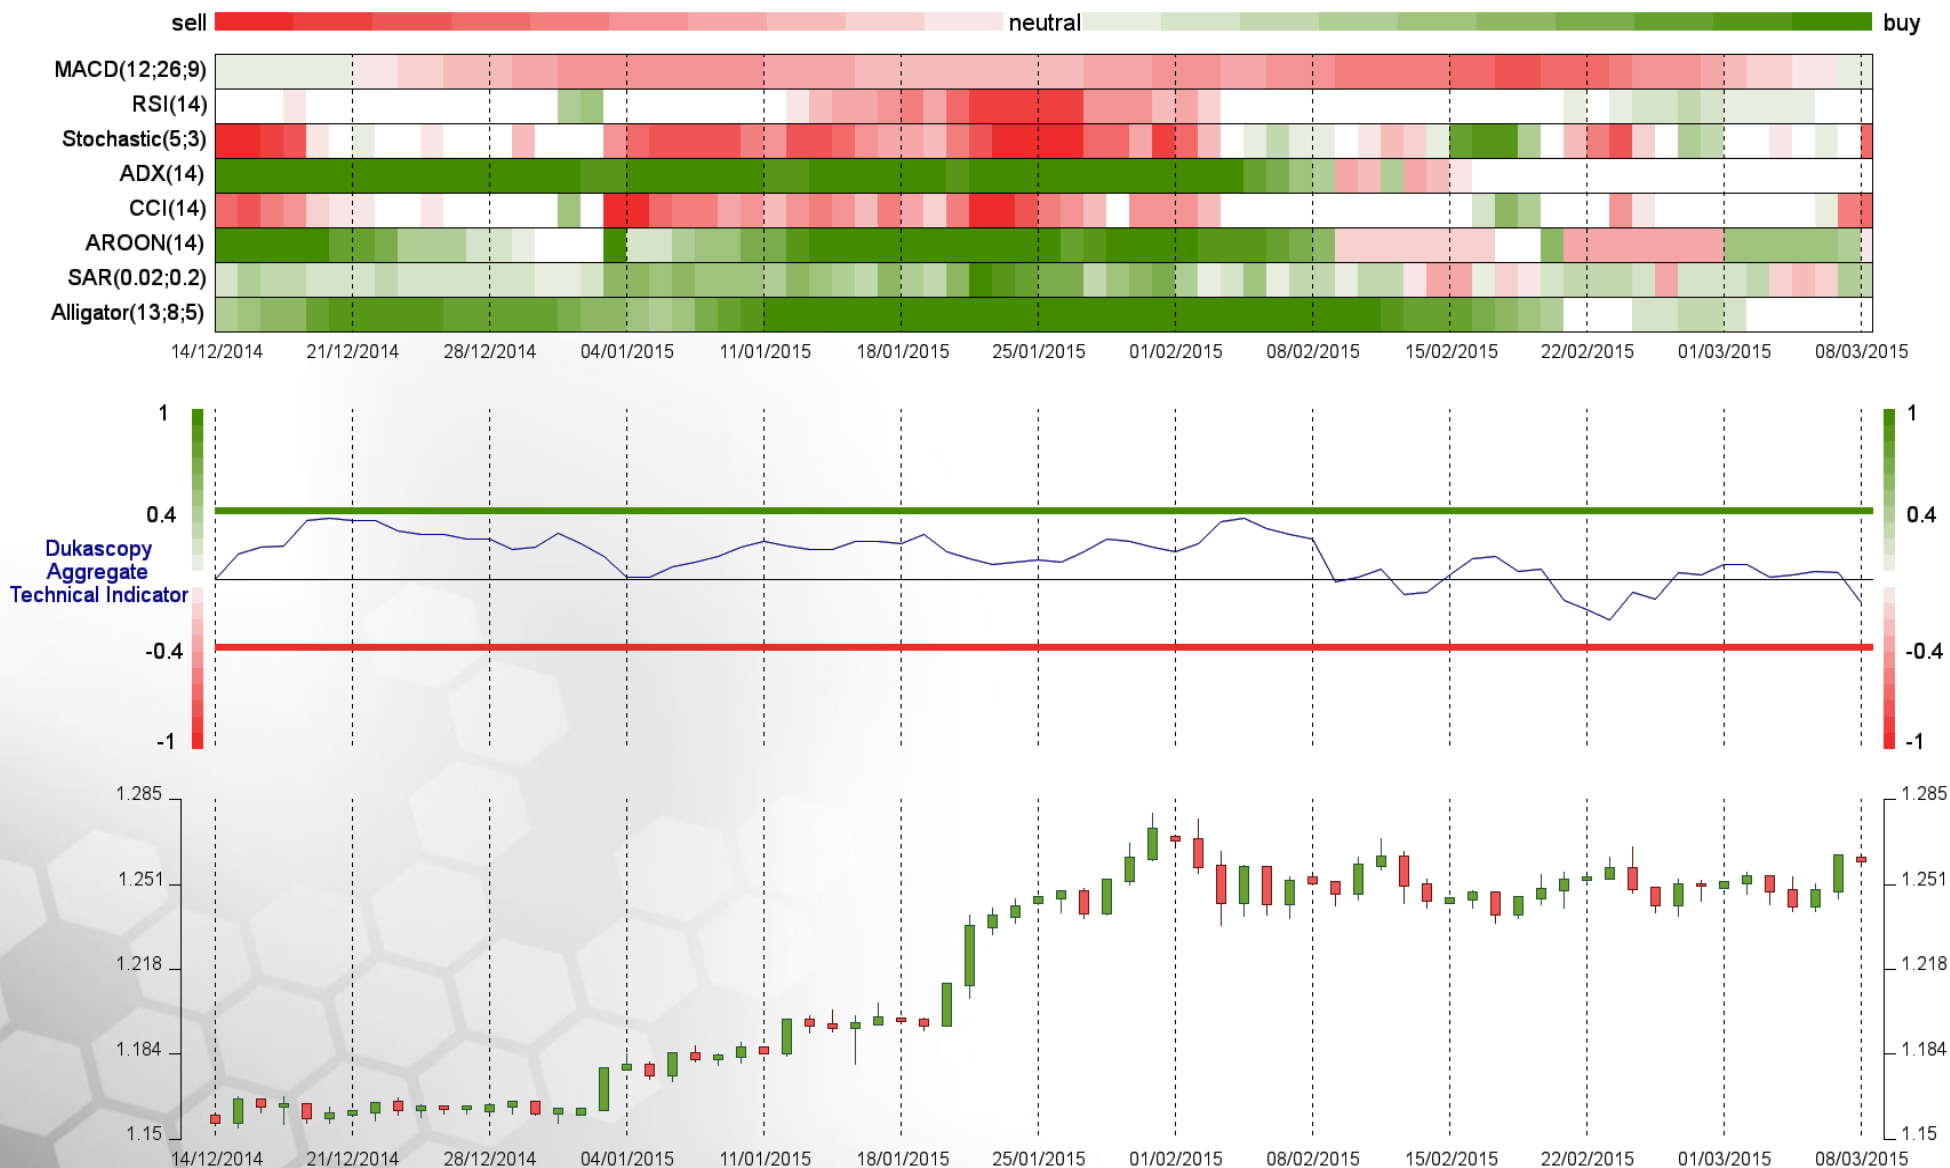 sell neutral buy
MACD(12;26;9)
RSI(14)
Stochastic(5;3)
ADX(14)
CCI(14)
AROON(14)
SAR(0.02;0.2)
Alligator(13;8;5)
14/12/2014 21/12/2014 28/12/2014 04/01/2015 11/01/2015 18/01/2015 25/01/2015 01/02/2015 08/02/2015 15/02/2015 22/02/2015 01/03/2015 08/03/2015
1 1
0.4 0.4
Dukascopy
Aggregate
Technical Indicator
-0.4 -0.4
-1 -1
1.285 1.285
1.251 1.251
1.218 1.218
1.184 1.184
1.15 1.15
14/12/2014 21/12/2014 28/12/2014 04/01/2015 11/01/2015 18/01/2015 25/01/2015 01/02/2015 08/02/2015 15/02/2015 22/02/2015 01/03/2015 08/03/2015